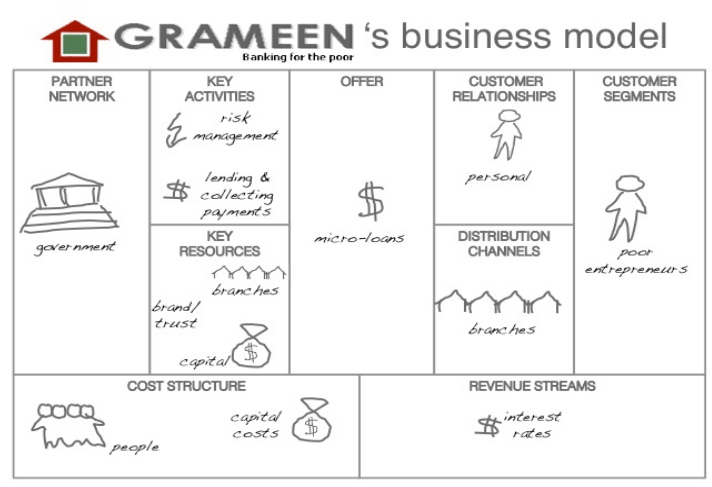 GRAMEEN 's business model
Banking for the poor
PARTNER
NETWORK
government
KEY
ACTIVITIES
risk
management
lending &
collecting
payments
KEY
RESOURCES
branches
brand/
trust
capital
$
OFFER
$
micro-loans
CUSTOMER
RELATIONSHIPS
personal
DISTRIBUTION
CHANNELS
branches
CUSTOMER
SEGMENTS
poor
entrepreneurs
COST STRUCTURE
people
capital
costs
$
REVENUE STREAMS
$ interest
rates